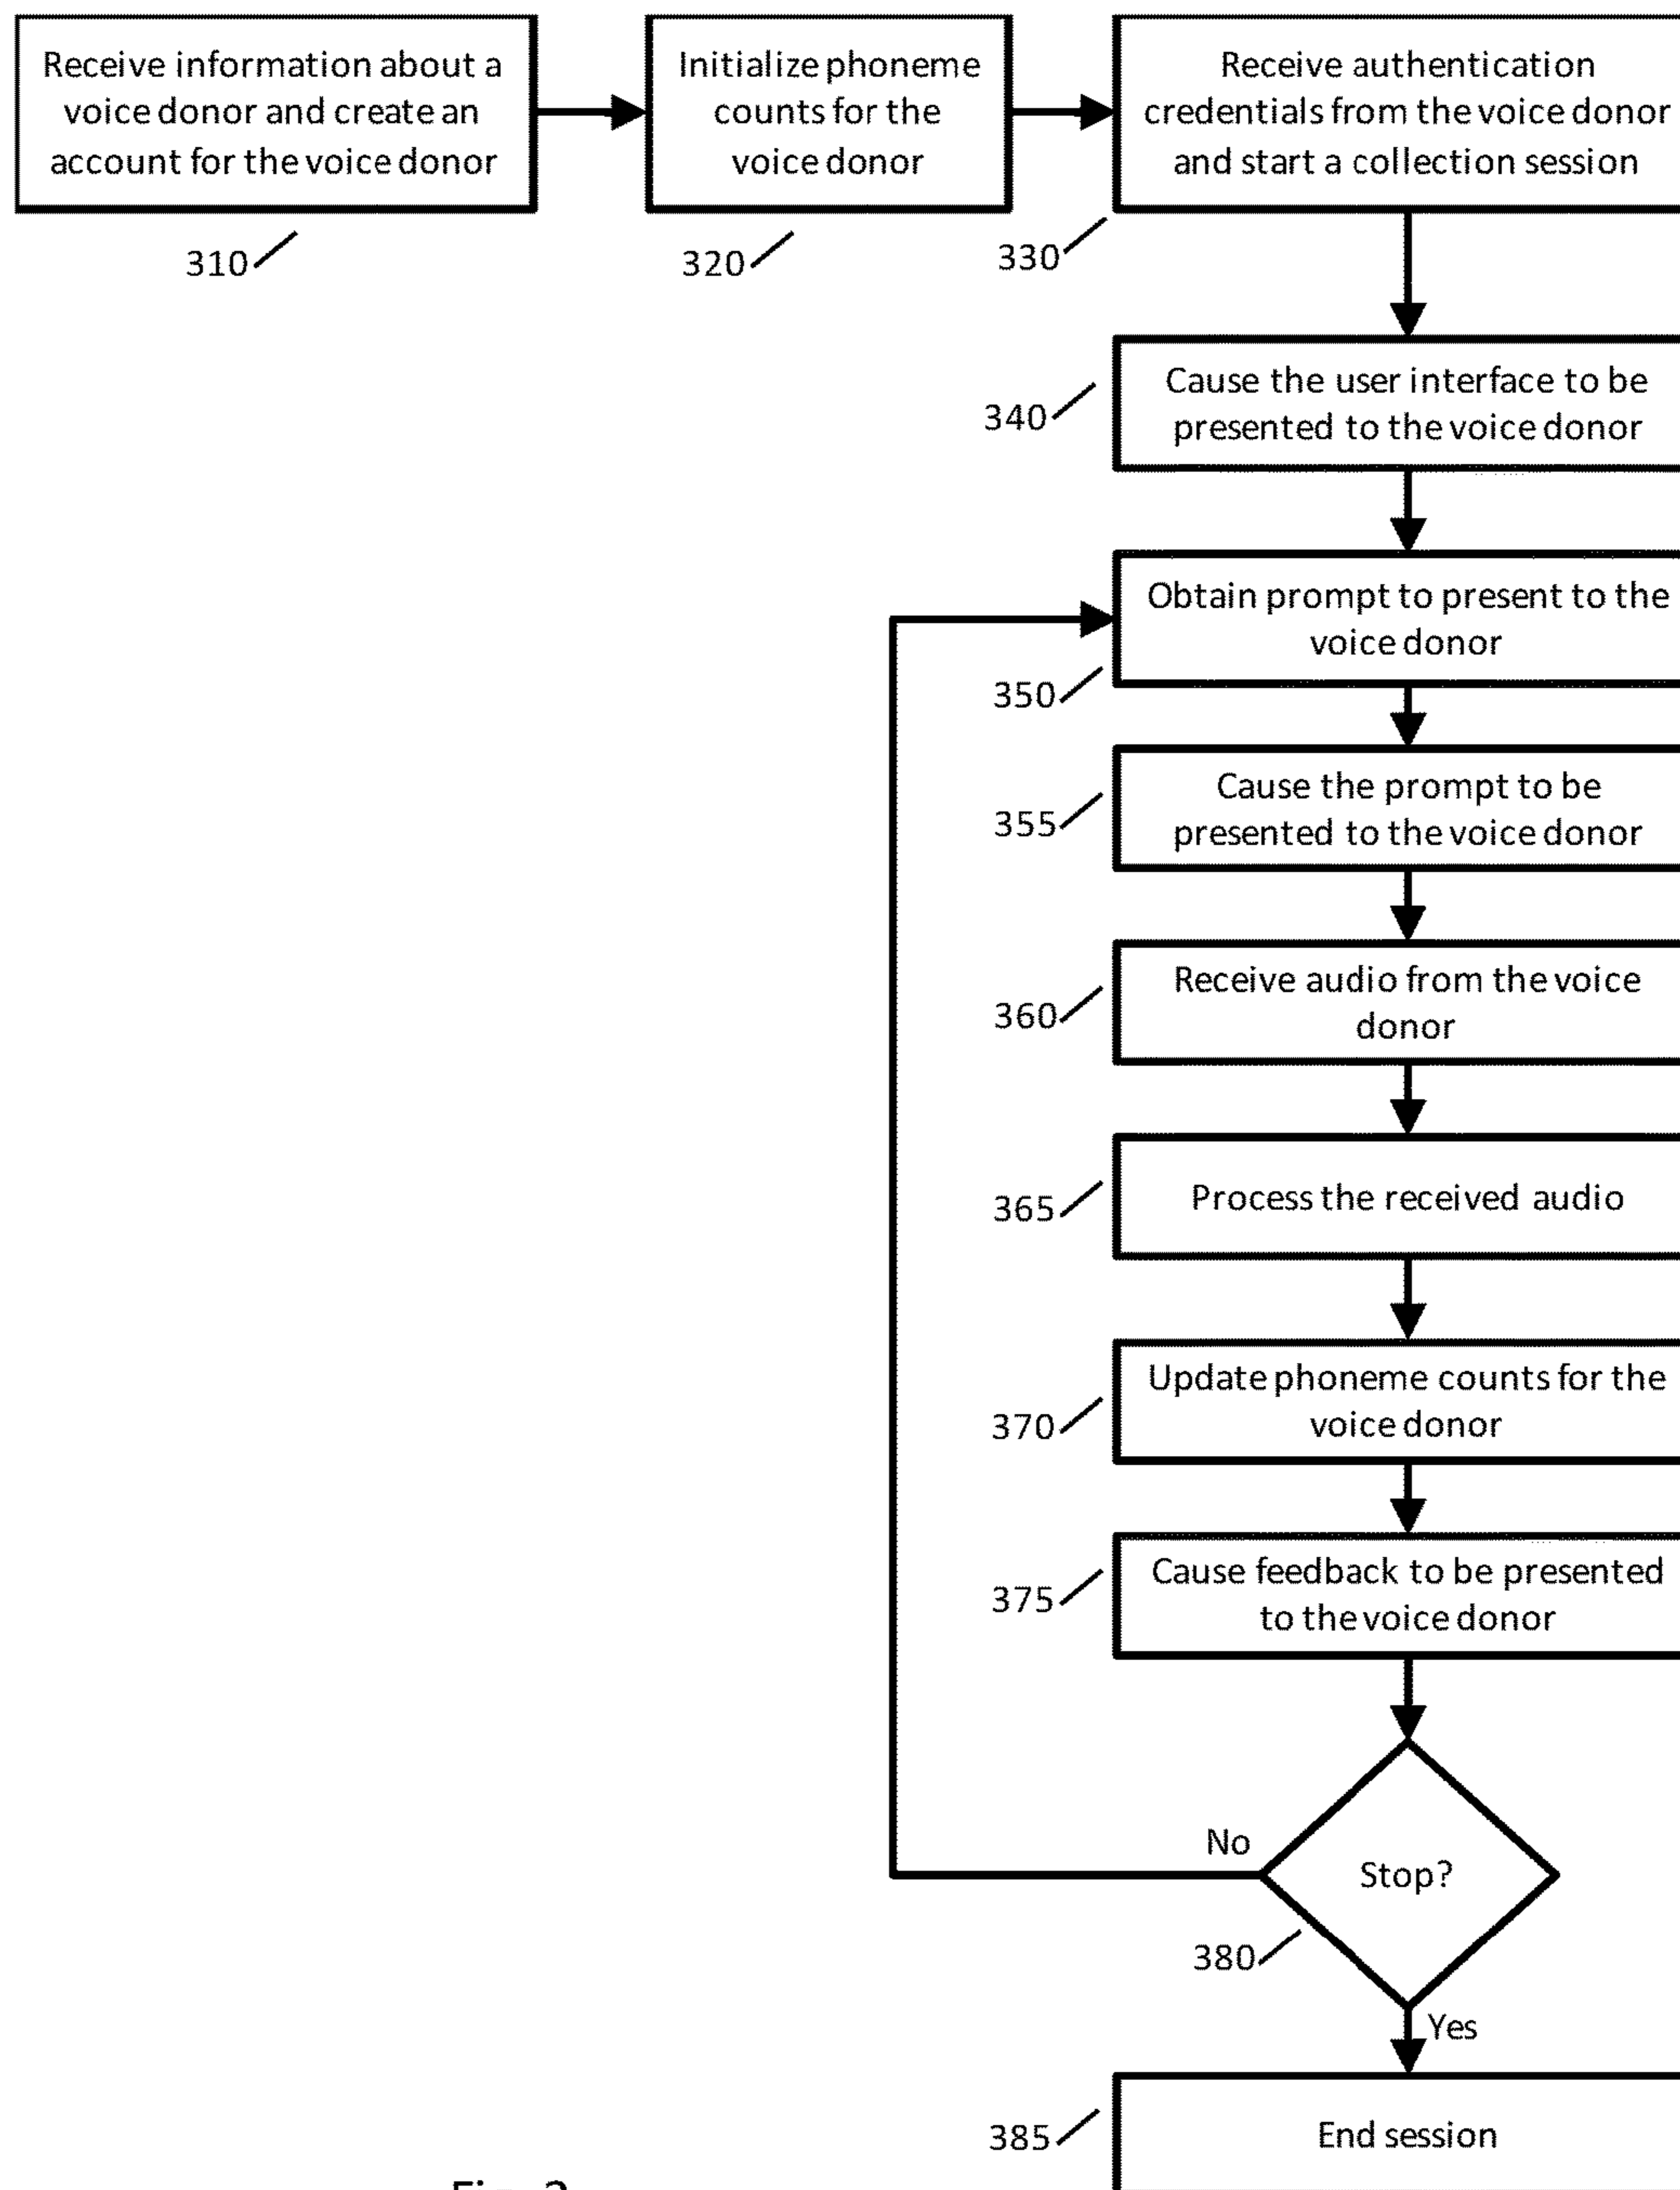 Receive information about a
voice donor and create an
account for the voice donor
310
Initialize phoneme
counts for the
voice donor
320
Receive authentication
credentials from the voice donor
and start a collection session
330
Cause the user interface to be
presented to the voice donor
340
Obtain prompt to present to the
voice donor
350
Cause the prompt to be
presented to the voice donor
355
Receive audio from the voice
donor
360
Process the received audio
365
Update phoneme counts for the
voice donor
370
Cause feedback to be presented
to the voice donor
375
Stop?
No
380
Yes
End session
385